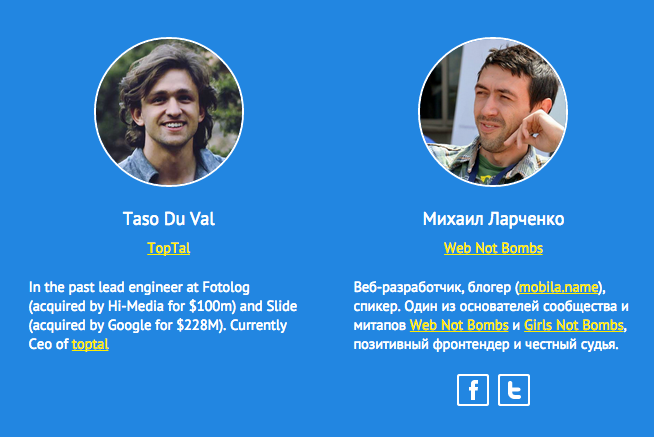 Taso Du Val
TopTal
In the past lead engineer at Fotolog
(acquired by Hi-Media for $100m) and Slide
(acquired by Google for $228M). Currently
Ceo of toptal
Михаил Ларченко
Web Not Bombs
Веб-разработчик, блогер (mobila.name),
спикер. Один из основателей сообщества и
митапов Web Not Bombs и Girls Not Bombs,
позитивный фронтендер и честный судья.